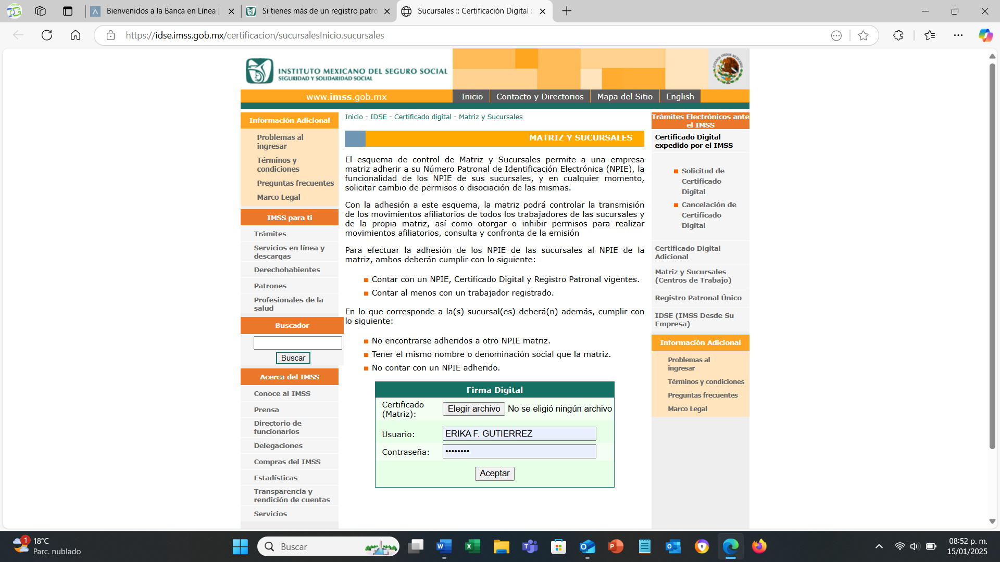 Bienvenidos a la Banca en Línea |
Si tienes más de un registro patro
Sucursales :: Certificación Digital ::
https://idse.imss.gob.mx/certificacion/sucursalesInicio.sucursales
INSTITUTO MEXICANO DEL SEGURO SOCIAL
SEGURIDAD Y SOLIDARIDAD SOCIAL
ESTADOS UNIDOS MEXICANOS
www.imss.gob.mx
Inicio
Contacto y Directorios
Mapa del Sitio
English
Información Adicional
Problemas al
ingresar
Términos y
condiciones
Preguntas frecuentes
Marco Legal
IMSS para ti
Trámites
Servicios en línea y
descargas
Derechohabientes
Patrones
Profesionales de la
salud
Buscador
Buscar
Acerca del IMSS
Conoce al IMSS
Prensa
Directorio de
funcionarios
Delegaciones
Compras del IMSS
Estadísticas
Transparencia y
rendición de cuentas
Servicios
Inicio - IDSE - Certificado digital - Matriz y Sucursales
MATRIZ Y SUCURSALES
El esquema de control de Matriz y Sucursales permite a una empresa
matriz adherir a su Número Patronal de Identificación Electrónica (NPIE), la
funcionalidad de los NPIE de sus sucursales, y en cualquier momento,
solicitar cambio de permisos o disociación de las mismas.
Con la adhesión a este esquema, la matriz podrá controlar la transmisión
de los movimientos afiliatorios de todos los trabajadores de las sucursales y
de la propia matriz, así como otorgar o inhibir permisos para realizar
movimientos afiliatorios, consulta y confronta de la emisión
Para efectuar la adhesión de los NPIE de las sucursales al NPIE de la
matriz, ambos deberán cumplir con lo siguiente:
Contar con un NPIE, Certificado Digital y Registro Patronal vigentes.
Contar al menos con un trabajador registrado.
En lo que corresponde a la(s) sucursal(es) deberá(n) además, cumplir con
lo siguiente:
No encontrarse adheridos a otro NPIE matriz.
Tener el mismo nombre o denominación social que la matriz.
No contar con un NPIE adherido.
Firma Digital
Certificado
(Matriz):
Elegir archivo No se eligió ningún archivo
Usuario:
ERIKA F. GUTIERREZ
Contraseña:
••••••••
Aceptar
Trámites Electrónicos ante
el IMSS
Certificado Digital
expedido por el IMSS
Solicitud de
Certificado
Digital
Cancelación de
Certificado
Digital
Certificado Digital
Adicional
Matriz y Sucursales
(Centros de Trabajo)
Registro Patronal Único
IDSE (IMSS Desde Su
Empresa)
Información Adicional
Problemas al
ingresar
Términos y condiciones
Preguntas frecuentes
Marco Legal
1
18°C
Parc. nublado
Buscar
08:52 p. m.
15/01/2025